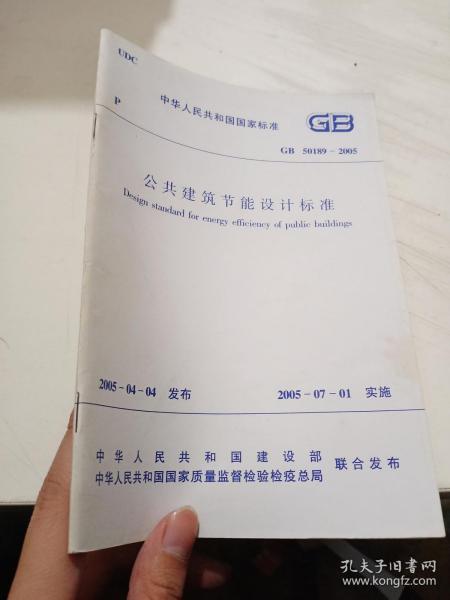 UDC
P
中华人民共和国国家标准
GB
GB 50189-2005
公共建筑节能设计标准
Design standard for energy efficiency of public buildings
2005-04-04 发布 2005-07-01 实施
中华人民共和国建设部
中华人民共和国国家质量监督检验检疫总局
联合发布
孔夫子旧书网
www.kongfz.com